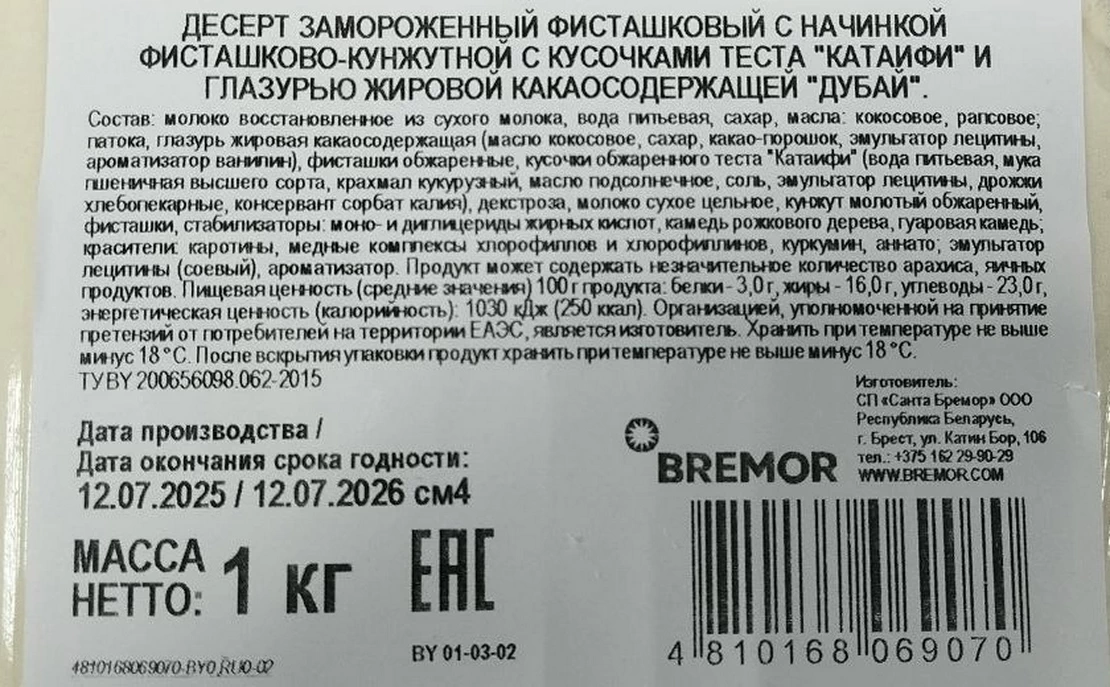 ДЕСЕРТ ЗАМОРОЖЕННЫЙ ФИСТАШКОВЫЙ С НАЧИНКОЙ
ФИСТАШКОВО-КУНЖУТНОЙ С КУСОЧКАМИ ТЕСТА "КАТАИФИ" И
ГЛАЗУРЬЮ ЖИРОВОЙ КАКАОСОДЕРЖАЩЕЙ "ДУБАЙ".
Состав: молоко восстановленное из сухого молока, вода питьевая, сахар, масла: кокосовое, рапсовое;
патока, глазурь жировая какаосодержащая (масло кокосовое, сахар, какао-порошок, эмульгатор лецитины,
ароматизатор ванилин), фисташки обжаренные, кусочки обжаренного теста "Катаифи" (вода питьевая, мука
пшеничная высшего сорта, крахмал кукурузный, масло подсолнечное, соль, эмульгатор лецитины, дрожжи
хлебопекарные, консервант сорбат калия), декстроза, молоко сухое цельное, кунжут молотый обжаренный,
фисташки, стабилизаторы: моно- и диглицериды жирных кислот, камедь рожкового дерева, гуаровая камедь;
красители: каротины, медные комплексы хлорофиллов и хлорофиллинов, куркумин, аннато; эмульгатор
лецитины (соевый), ароматизатор. Продукт может содержать незначительное количество арахиса, яичных
продуктов. Пищевая ценность (средние значения) 100 г продукта: белки - 3,0 г, жиры - 16,0 г, углеводы - 23,0 г,
энергетическая ценность (калорийность): 1030 кДж (250 ккал). Организацией, уполномоченной на принятие
претензий от потребителей на территории ЕАЭС, является изготовитель. Хранить при температуре не выше
минус 18 °С. После вскрытия упаковки продукт хранить при температуре не выше минус 18 °С.
ТУ BY 200656098.062-2015
Изготовитель:
СП «Санта Бремор» ООО
Республика Беларусь,
г. Брест, ул. Катин Бор, 106
тел.: +375 162 29-90-29
WWW.BREMOR.COM
BREMOR
Дата производства /
Дата окончания срока годности:
12.07.2025 / 12.07.2026 см4
МАССА
НЕТТО: 1 кг
ЕАС
BY 01-03-02
4 810168 069070
4810168069070-BY0,RU0-02